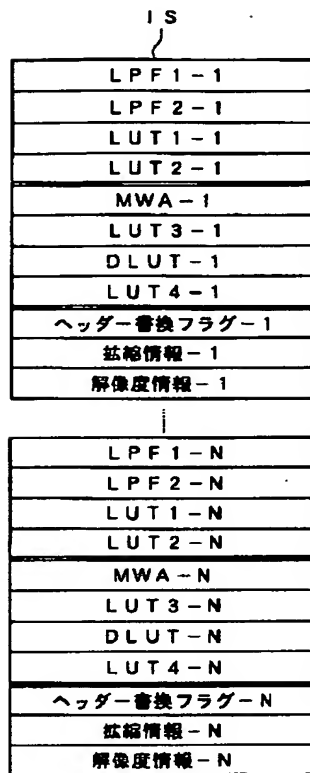 IS
LPF1-1
LPF2-1
LUT1-1
LUT2-1
MWA-1
LUT3-1
DLUT-1
LUT4-1
ヘッダー書換フラグ-1
拡縮情報-1
解像度情報-1
LPF1-N
LPF2-N
LUT1-N
LUT2-N
MWA-N
LUT3-N
DLUT-N
LUT4-N
ヘッダー書換フラグ-N
拡縮情報-N
解像度情報-N